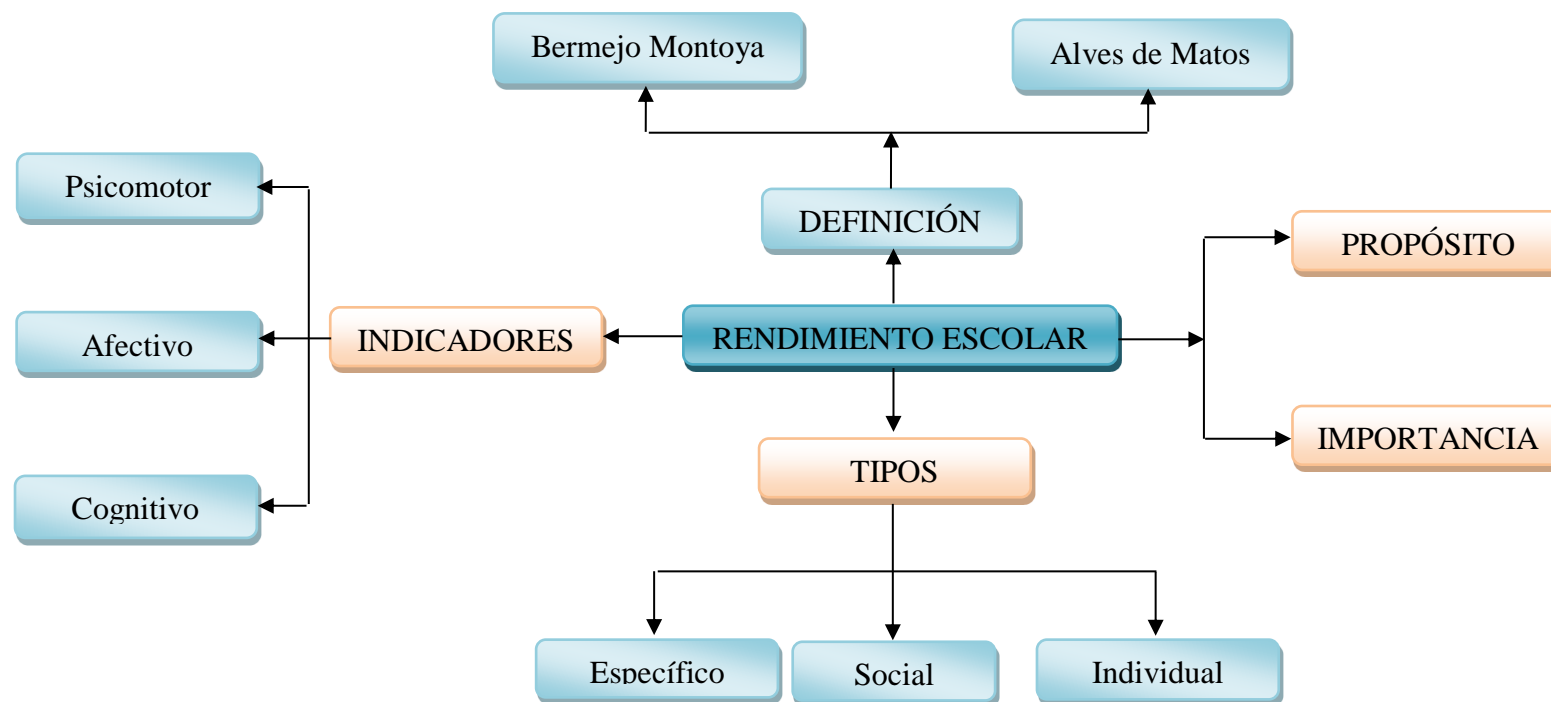 Bermejo Montoya
Alves de Matos
Psicomotor
DEFINICIÓN
PROPÓSITO
Afectivo
INDICADORES
RENDIMIENTO ESCOLAR
IMPORTANCIA
TIPOS
Cognitivo
Específico
Social
Individual